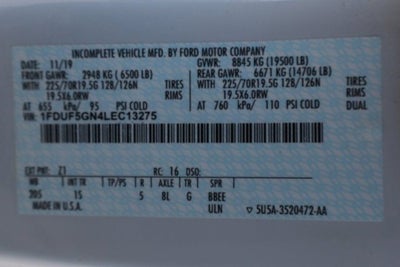 INCOMPLETE VEHICLE MFD. BY FORD MOTOR COMPANY
DATE: 11/19 GVWR: 8845 KG (19500 LB)
FRONT GAWR: 2948 KG (6500 LB) REAR GAWR: 6671 KG (14706 LB)
WITH 225/70R19.5G 128/126N TIRES WITH 225/70R19.5G 128/126N TIRES
19.5X6.0RW RIMS 19.5X6.0RW RIMS
AT 655 kPa/ 95 PSI COLD AT 760 kPa/ 110 PSI COLD
VIN: 1FDUF5GN4LEC13275
EXT PNT: Z1 RC: 16 DSO:
WB INT TR TP/PS R AXLE TR SPR
205 IS 5 8L G BBEE
MADE IN U.S.A. ULN ▽ 5U5A-3520472-AA